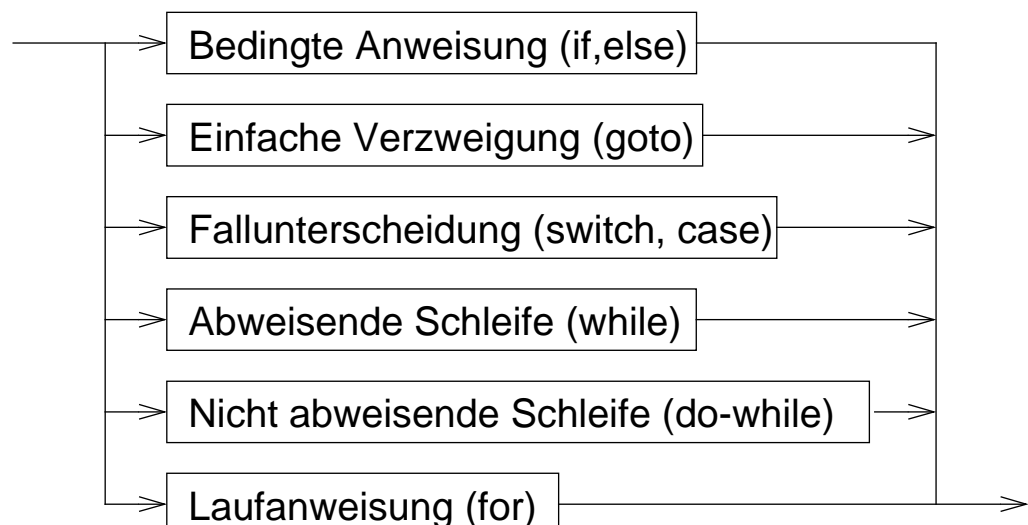 Bedingte Anweisung (if,else)
Einfache Verzweigung (goto)
Fallunterscheidung (switch, case)
Abweisende Schleife (while)
Nicht abweisende Schleife (do-while)
Laufanweisung (for)